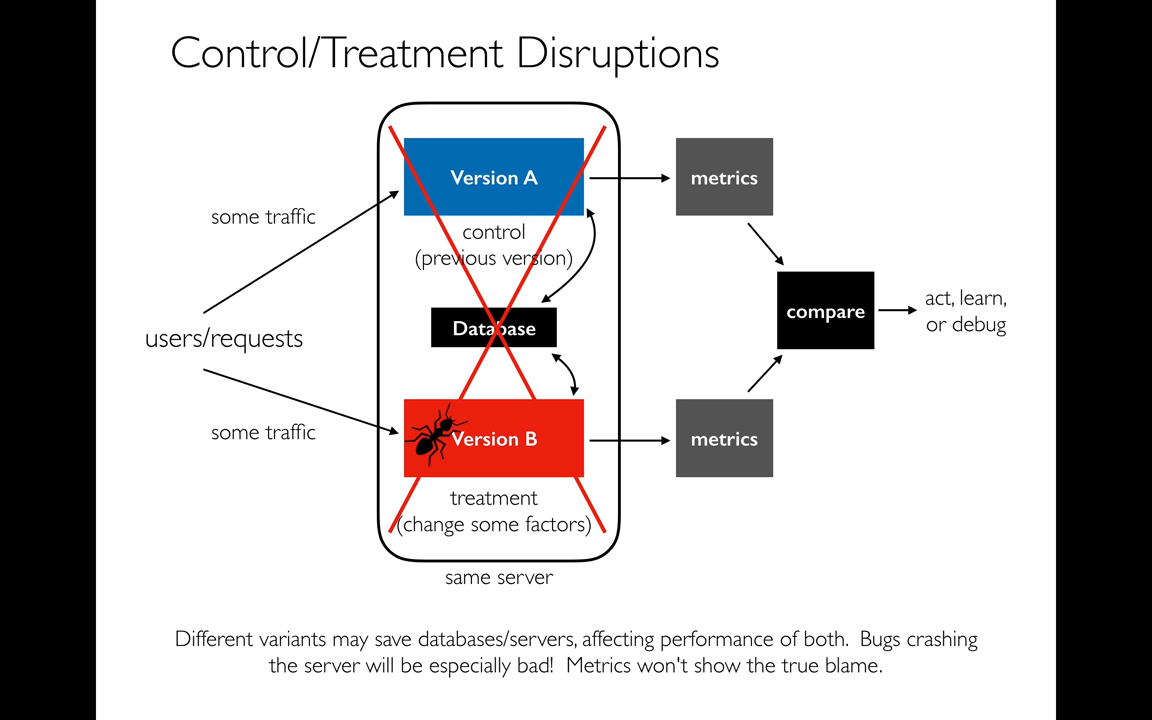 Control/Treatment Disruptions
Version A
metrics
some traffic
control
(previous version)
users/requests
Database
compare
act, learn,
or debug
some traffic
Version B
metrics
treatment
(change some factors)
same server
Different variants may save databases/servers, affecting performance of both. Bugs crashing
the server will be especially bad! Metrics won't show the true blame.